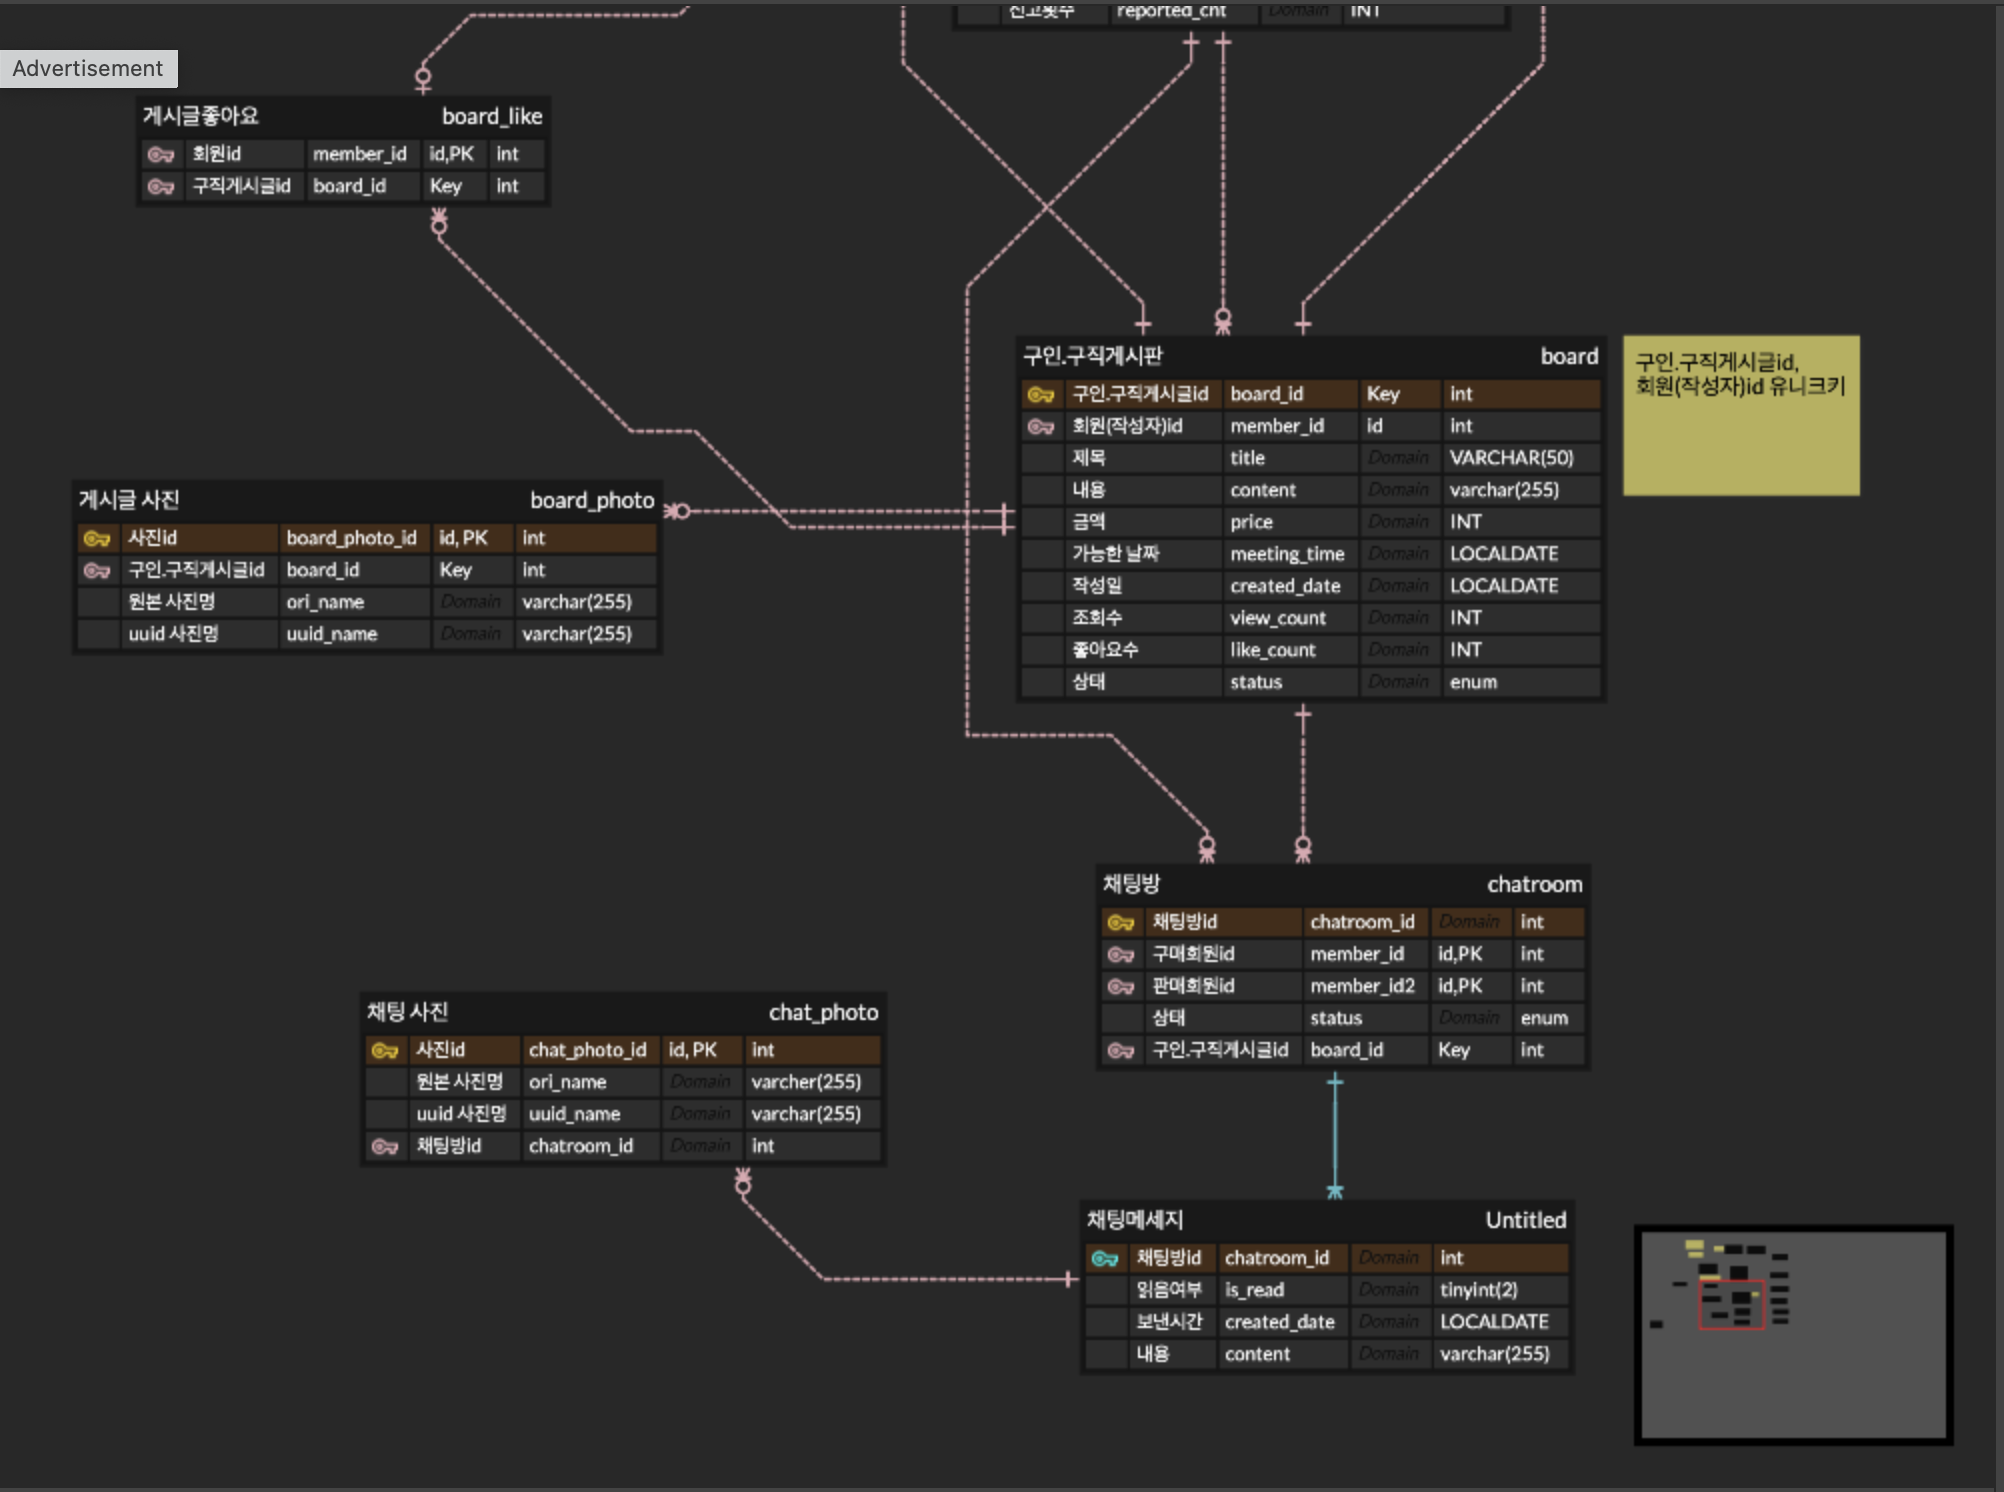 신고횟수 reported_cnt Domain INT
Advertisement
게시글좋아요 board_like
회원id member_id id,PK int
구직게시글id board_id Key int
구인.구직게시판 board
구인.구직게시글id board_id Key int
회원(작성자)id member_id id int
제목 title Domain VARCHAR(50)
내용 content Domain varchar(255)
금액 price Domain INT
가능한 날짜 meeting_time Domain LOCALDATE
작성일 created_date Domain LOCALDATE
조회수 view_count Domain INT
좋아요수 like_count Domain INT
상태 status Domain enum
구인.구직게시글id,
회원(작성자)id 유니크키
게시글 사진 board_photo
사진id board_photo_id id, PK int
구인.구직게시글id board_id Key int
원본 사진명 ori_name Domain varchar(255)
uuid 사진명 uuid_name Domain varchar(255)
채팅방 chatroom
채팅방id chatroom_id Domain int
구매회원id member_id id,PK int
판매회원id member_id2 id,PK int
상태 status Domain enum
구인.구직게시글id board_id Key int
채팅 사진 chat_photo
사진id chat_photo_id id, PK int
원본 사진명 ori_name Domain varcher(255)
uuid 사진명 uuid_name Domain varchar(255)
채팅방id chatroom_id Domain int
채팅메세지 Untitled
채팅방id chatroom_id Domain int
읽음여부 is_read Domain tinyint(2)
보낸시간 created_date Domain LOCALDATE
내용 content Domain varchar(255)